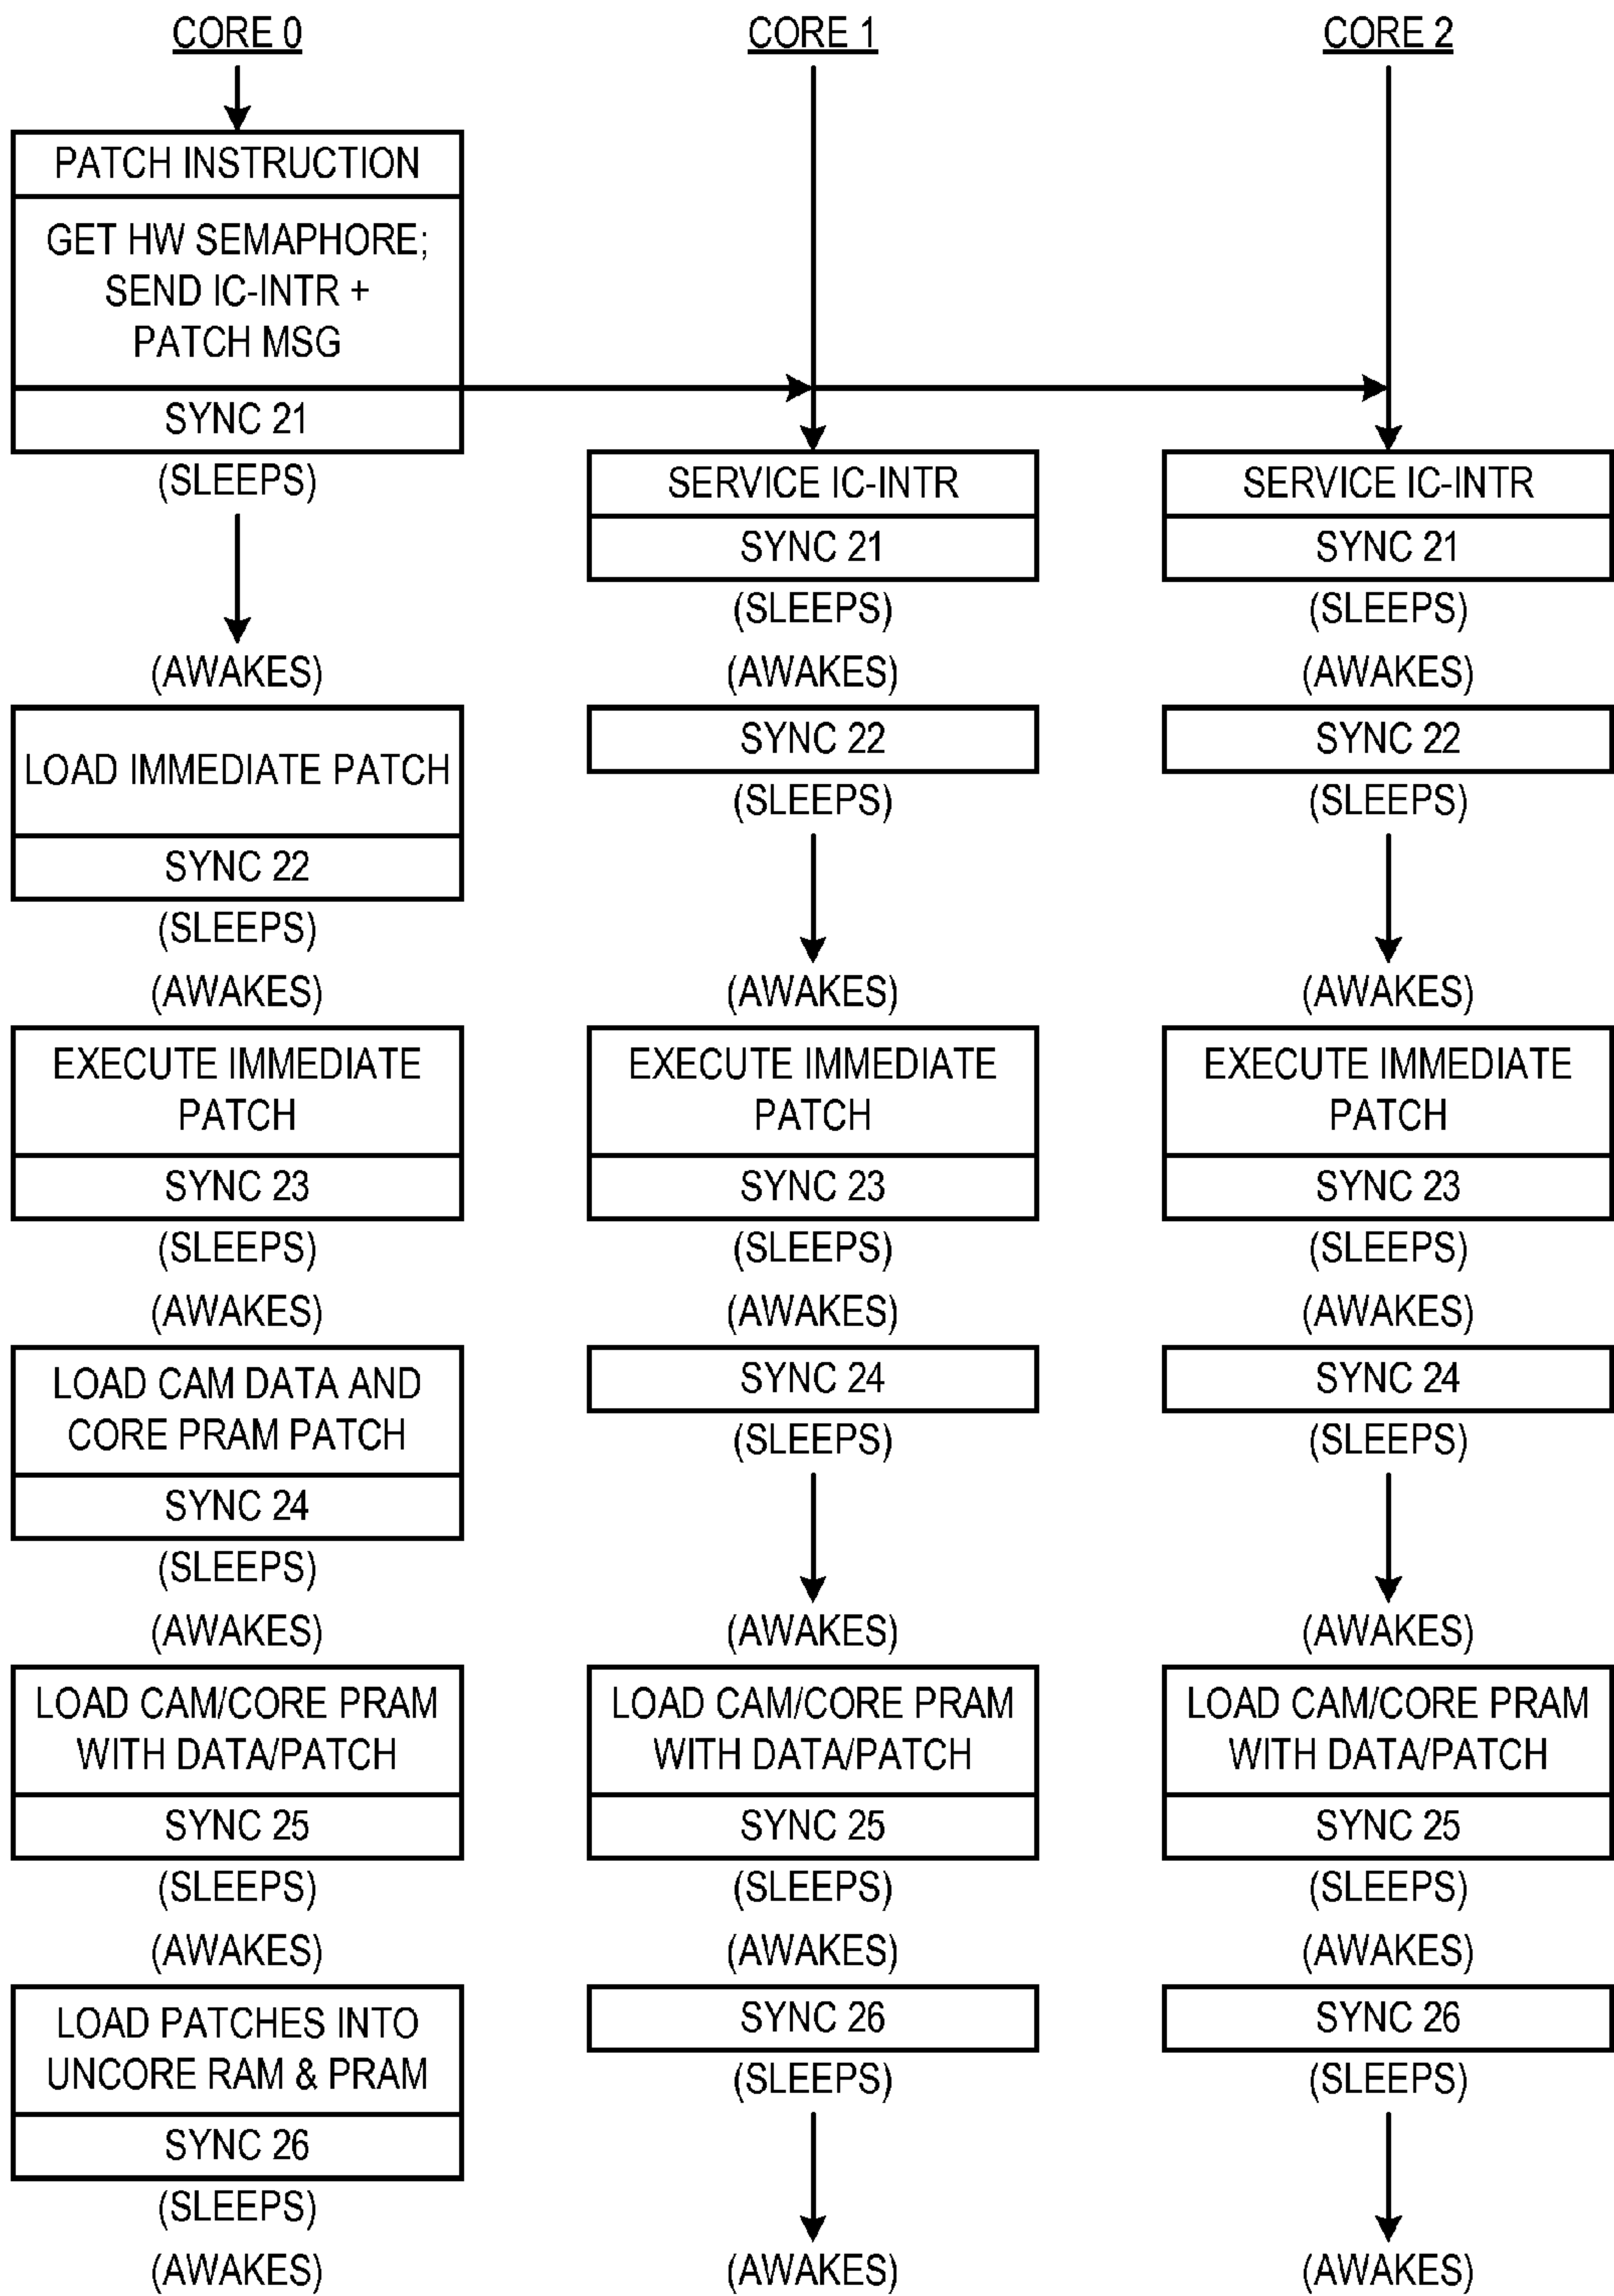 CORE 0
CORE 1
CORE 2
PATCH INSTRUCTION
GET HW SEMAPHORE;
SEND IC-INTR +
PATCH MSG
SYNC 21
(SLEEPS)
SERVICE IC-INTR
SERVICE IC-INTR
SYNC 21
SYNC 21
(SLEEPS)
(SLEEPS)
(AWAKES)
(AWAKES)
(AWAKES)
LOAD IMMEDIATE PATCH
SYNC 22
SYNC 22
(SLEEPS)
(SLEEPS)
SYNC 22
(SLEEPS)
(AWAKES)
(AWAKES)
(AWAKES)
EXECUTE IMMEDIATE
PATCH
EXECUTE IMMEDIATE
PATCH
EXECUTE IMMEDIATE
PATCH
SYNC 23
SYNC 23
SYNC 23
(SLEEPS)
(SLEEPS)
(SLEEPS)
(AWAKES)
(AWAKES)
(AWAKES)
LOAD CAM DATA AND
CORE PRAM PATCH
SYNC 24
SYNC 24
(SLEEPS)
(SLEEPS)
SYNC 24
(SLEEPS)
(AWAKES)
(AWAKES)
(AWAKES)
LOAD CAM/CORE PRAM
WITH DATA/PATCH
LOAD CAM/CORE PRAM
WITH DATA/PATCH
LOAD CAM/CORE PRAM
WITH DATA/PATCH
SYNC 25
SYNC 25
SYNC 25
(SLEEPS)
(SLEEPS)
(SLEEPS)
(AWAKES)
(AWAKES)
(AWAKES)
LOAD PATCHES INTO
UNCORE RAM & PRAM
SYNC 26
SYNC 26
(SLEEPS)
(SLEEPS)
SYNC 26
(SLEEPS)
(AWAKES)
(AWAKES)
(AWAKES)